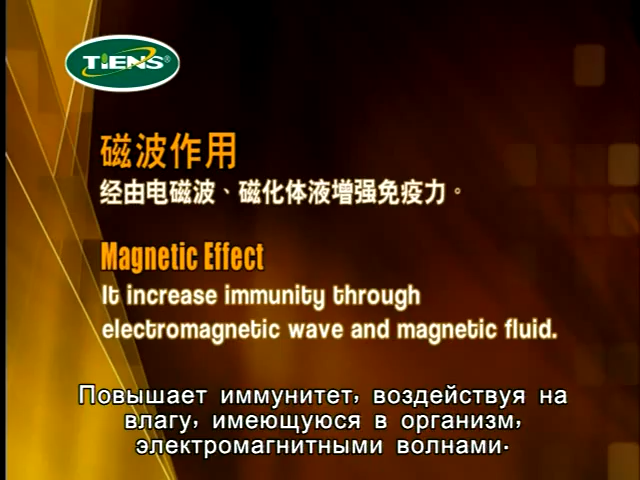 TIENS®
磁波作用
经由电磁波、磁化体液增强免疫力。
Magnetic Effect
It increase immunity through
electromagnetic wave and magnetic fluid.
Повышает иммунитет, воздействуя на
влагу, имеющуюся в организм,
электромагнитными волнами.